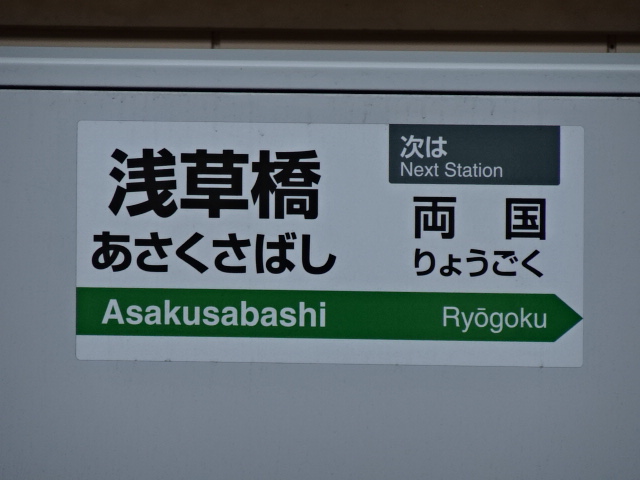 浅草橋
あさくさばし
Asakusabashi
次は
Next Station
両国
りょうごく
Ryōgoku